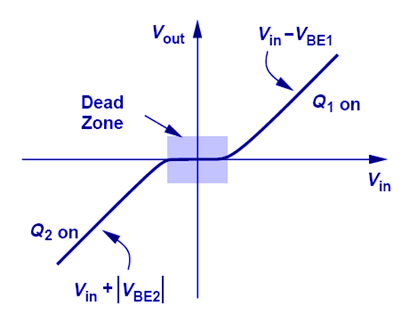 Vout
Vin−VBE1
Dead
Zone
Q1 on
Vin
Q2 on
Vin + |VBE2|